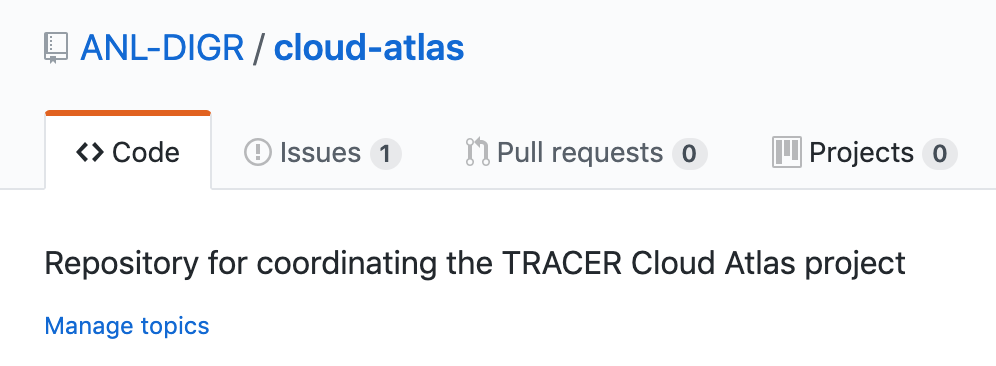 ANL-DIGR / cloud-atlas
Code Issues 1 Pull requests 0 Projects 0
Repository for coordinating the TRACER Cloud Atlas project
Manage topics